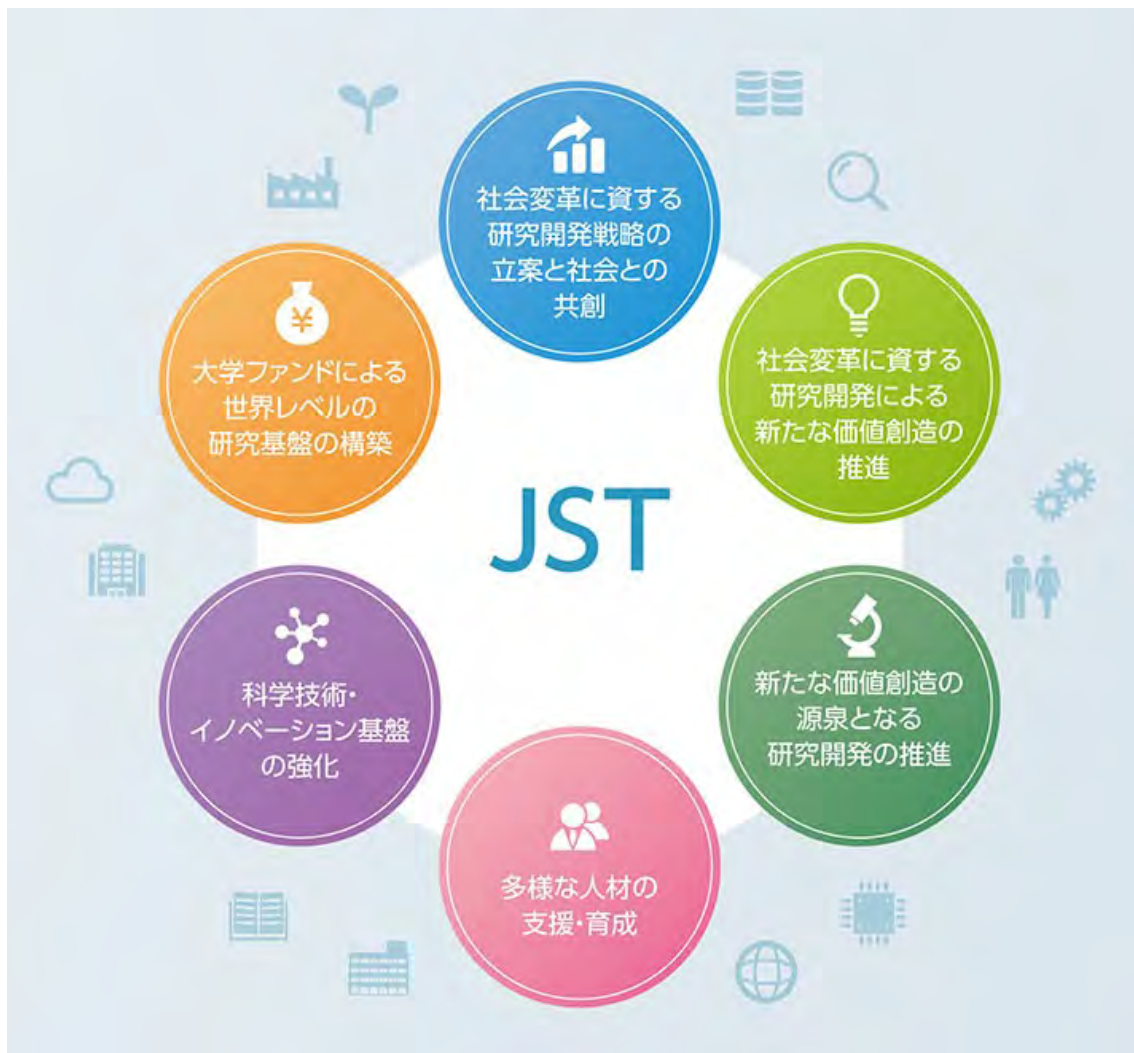 社会変革に資する
研究開発戦略の
立案と社会との
共創
社会変革に資する
研究開発による
新たな価値創造の
推進
新たな価値創造の
源泉となる
研究開発の推進
多様な人材の
支援・育成
科学技術・
イノベーション基盤
の強化
¥
大学ファンドによる
世界レベルの
研究基盤の構築
JST